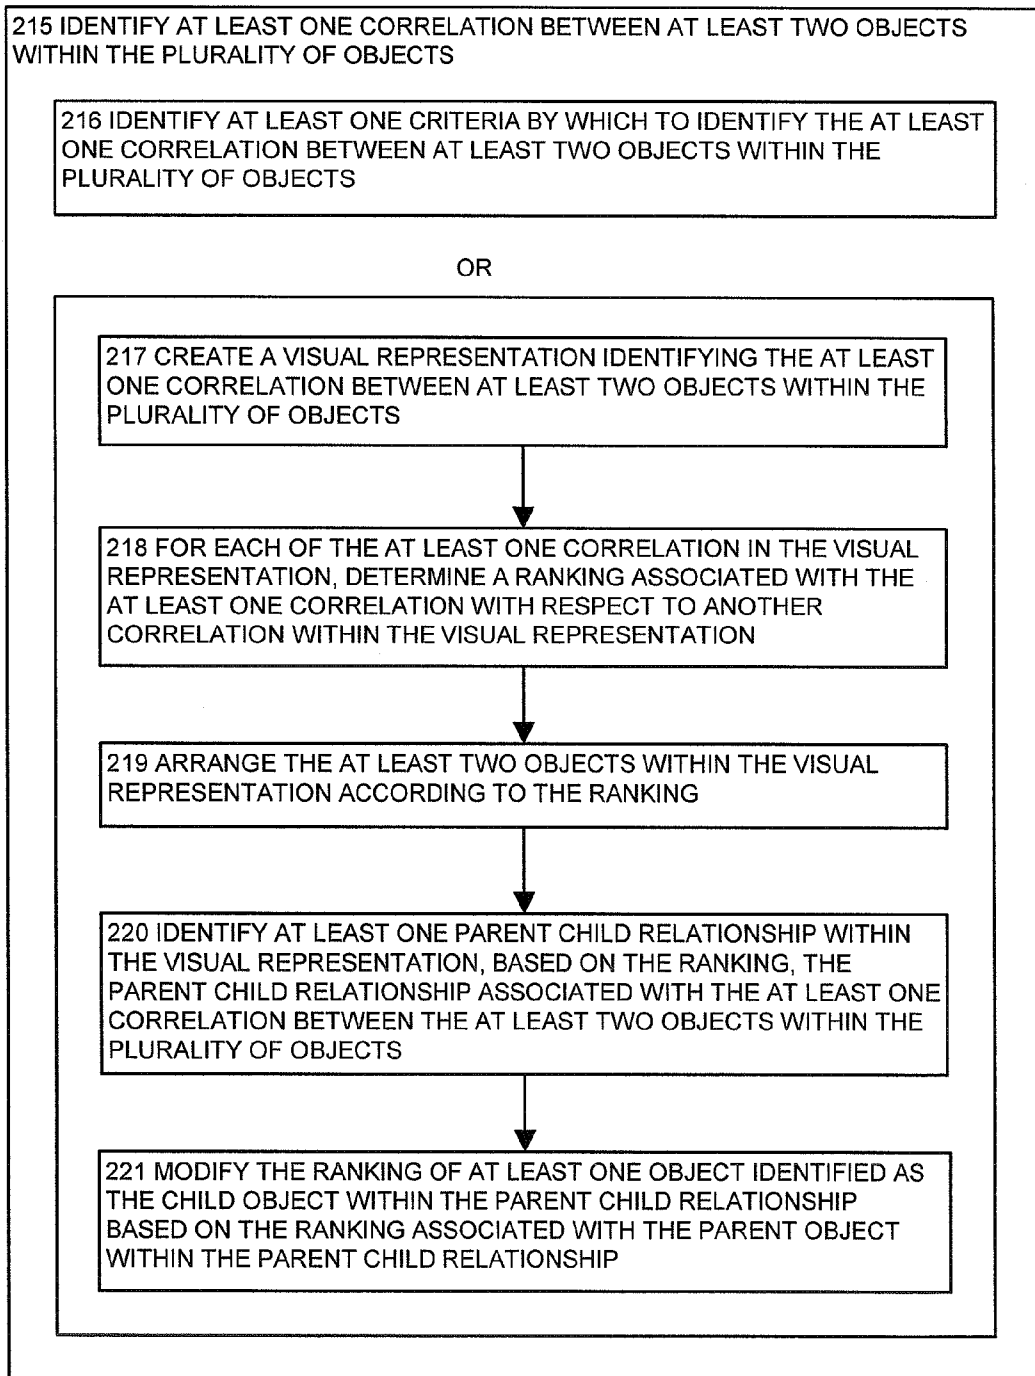 215 IDENTIFY AT LEAST ONE CORRELATION BETWEEN AT LEAST TWO OBJECTS
WITHIN THE PLURALITY OF OBJECTS
216 IDENTIFY AT LEAST ONE CRITERIA BY WHICH TO IDENTIFY THE AT LEAST
ONE CORRELATION BETWEEN AT LEAST TWO OBJECTS WITHIN THE
PLURALITY OF OBJECTS
OR
217 CREATE A VISUAL REPRESENTATION IDENTIFYING THE AT LEAST
ONE CORRELATION BETWEEN AT LEAST TWO OBJECTS WITHIN THE
PLURALITY OF OBJECTS
218 FOR EACH OF THE AT LEAST ONE CORRELATION IN THE VISUAL
REPRESENTATION, DETERMINE A RANKING ASSOCIATED WITH THE
AT LEAST ONE CORRELATION WITH RESPECT TO ANOTHER
CORRELATION WITHIN THE VISUAL REPRESENTATION
219 ARRANGE THE AT LEAST TWO OBJECTS WITHIN THE VISUAL
REPRESENTATION ACCORDING TO THE RANKING
220 IDENTIFY AT LEAST ONE PARENT CHILD RELATIONSHIP WITHIN
THE VISUAL REPRESENTATION, BASED ON THE RANKING, THE
PARENT CHILD RELATIONSHIP ASSOCIATED WITH THE AT LEAST ONE
CORRELATION BETWEEN THE AT LEAST TWO OBJECTS WITHIN THE
PLURALITY OF OBJECTS
221 MODIFY THE RANKING OF AT LEAST ONE OBJECT IDENTIFIED AS
THE CHILD OBJECT WITHIN THE PARENT CHILD RELATIONSHIP
BASED ON THE RANKING ASSOCIATED WITH THE PARENT OBJECT
WITHIN THE PARENT CHILD RELATIONSHIP